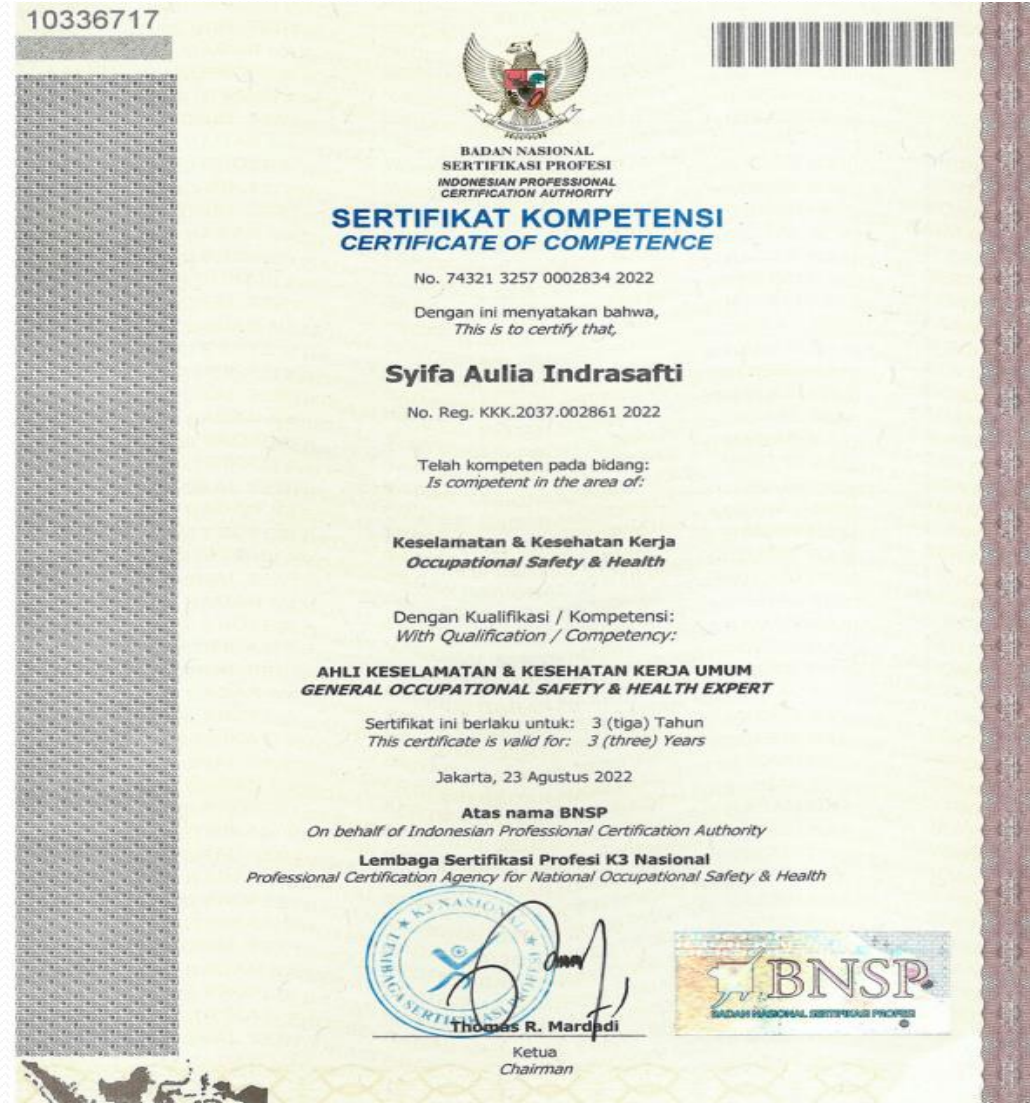 10336717
BADAN NASIONAL
SERTIFIKASI PROFESI
INDONESIAN PROFESSIONAL
CERTIFICATION AUTHORITY
SERTIFIKAT KOMPETENSI
CERTIFICATE OF COMPETENCE
No. 74321 3257 0002834 2022
Dengan ini menyatakan bahwa,
This is to certify that,
Syifa Aulia Indrasafti
No. Reg. KKK.2037.002861 2022
Telah kompeten pada bidang:
Is competent in the area of:
Keselamatan & Kesehatan Kerja
Occupational Safety & Health
Dengan Kualifikasi / Kompetensi:
With Qualification / Competency:
AHLI KESELAMATAN & KESEHATAN KERJA UMUM
GENERAL OCCUPATIONAL SAFETY & HEALTH EXPERT
Sertifikat ini berlaku untuk: 3 (tiga) Tahun
This certificate is valid for: 3 (three) Years
Jakarta, 23 Agustus 2022
Atas nama BNSP
On behalf of Indonesian Professional Certification Authority
Lembaga Sertifikasi Profesi K3 Nasional
Professional Certification Agency for National Occupational Safety & Health
K3 NASIONAL
LEMBAGA SERTIFIKASI PROFESI
BNSP
BADAN NASIONAL SERTIFIKASI PROFESI
Thomas R. Mardadi
Ketua
Chairman